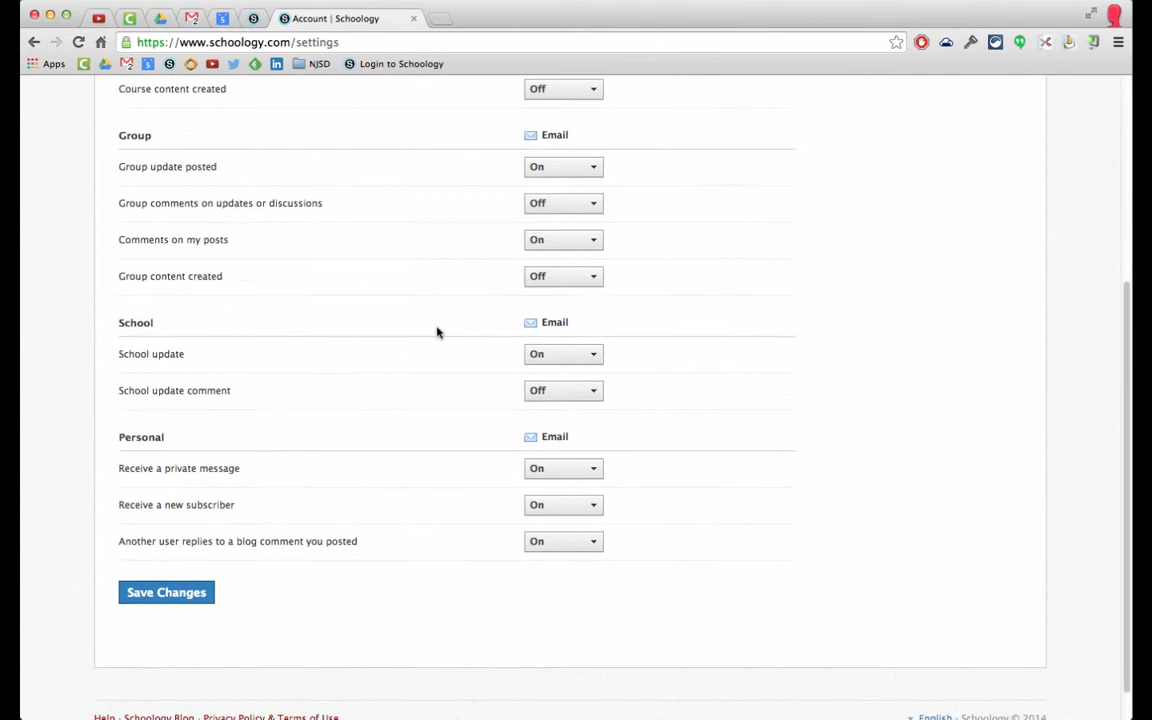 Account | Schoology
https://www.schoology.com/settings
Apps NJSD Login to Schoology
Course content created Off
Group Email
Group update posted On
Group comments on updates or discussions Off
Comments on my posts On
Group content created Off
School Email
School update On
School update comment Off
Personal Email
Receive a private message On
Receive a new subscriber On
Another user replies to a blog comment you posted On
Save Changes
Help · Schoology Blog · Privacy Policy & Terms of Use English · Schoology © 2014